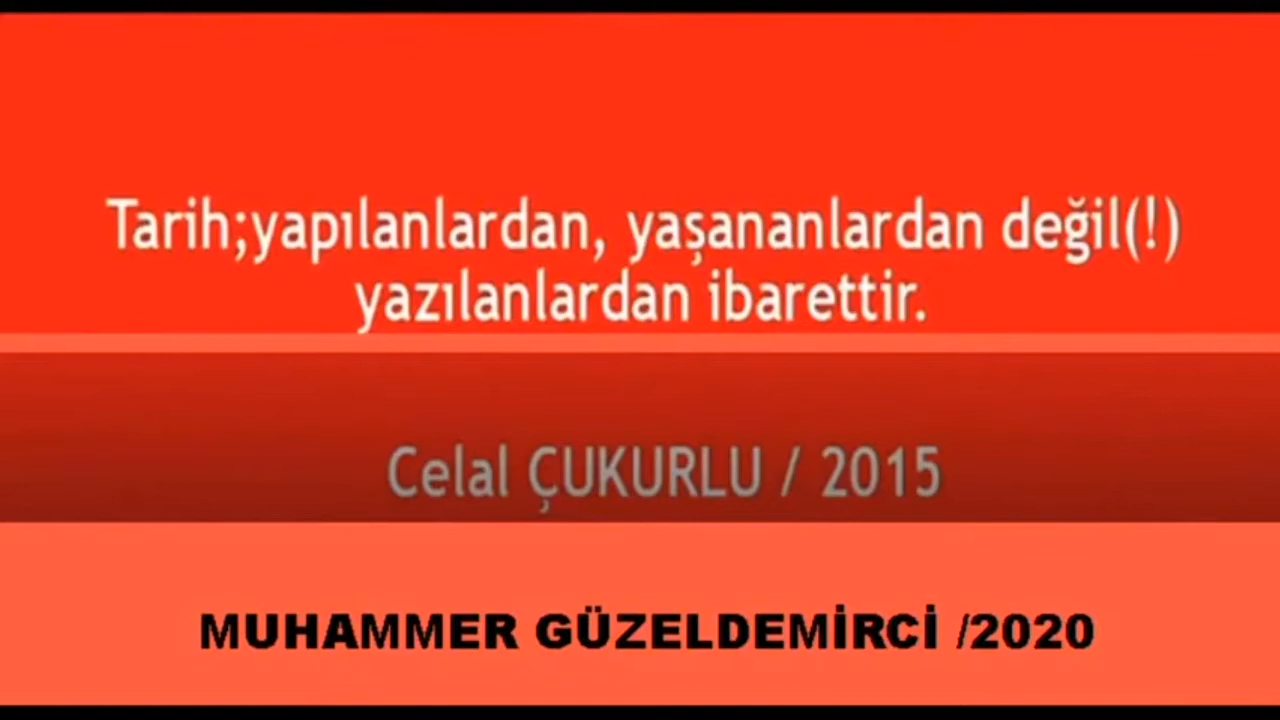 Tarih;yapılanlardan, yaşananlardan değil(!)
yazılanlardan ibarettir.
Celal ÇUKURLU / 2015
MUHAMMER GÜZELDEMİRCİ /2020